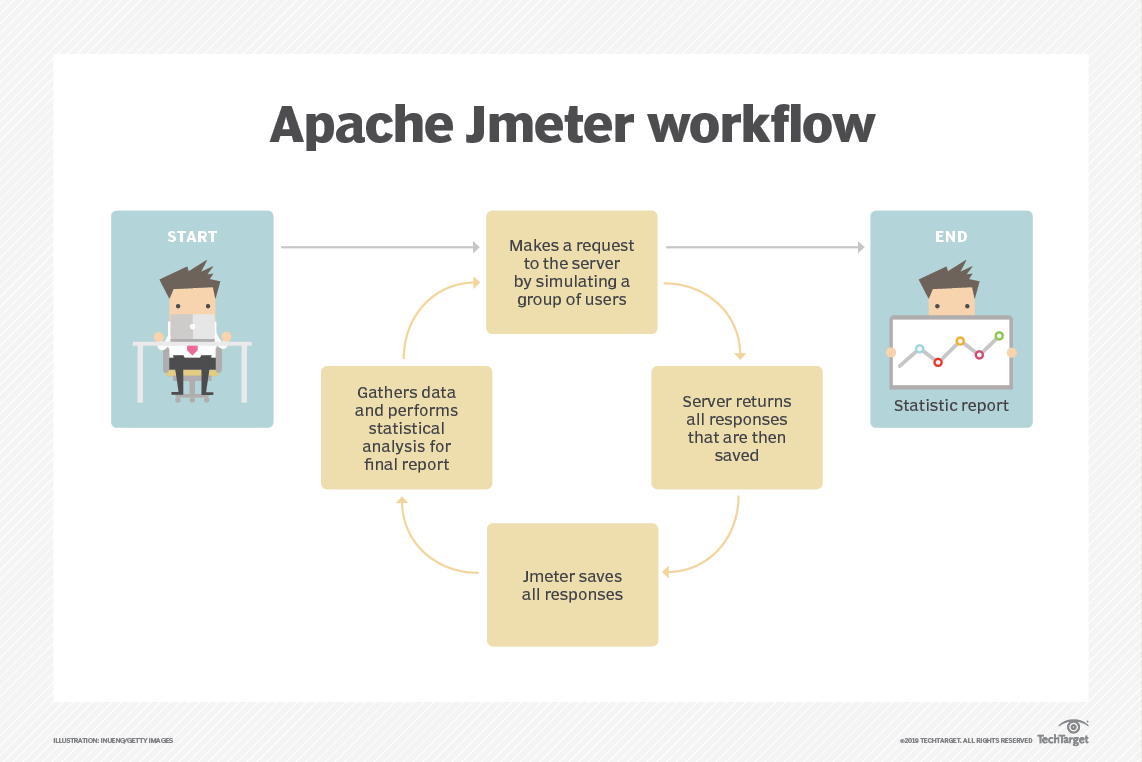 Apache Jmeter workflow
START
Makes a request
to the server
by simulating a
group of users
END
Statistic report
Server returns
all responses
that are then
saved
Jmeter saves
all responses
Gathers data
and performs
statistical
analysis for
final report
ILLUSTRATION: INUENG/GETTY IMAGES
©2019 TECHTARGET. ALL RIGHTS RESERVED
TechTarget